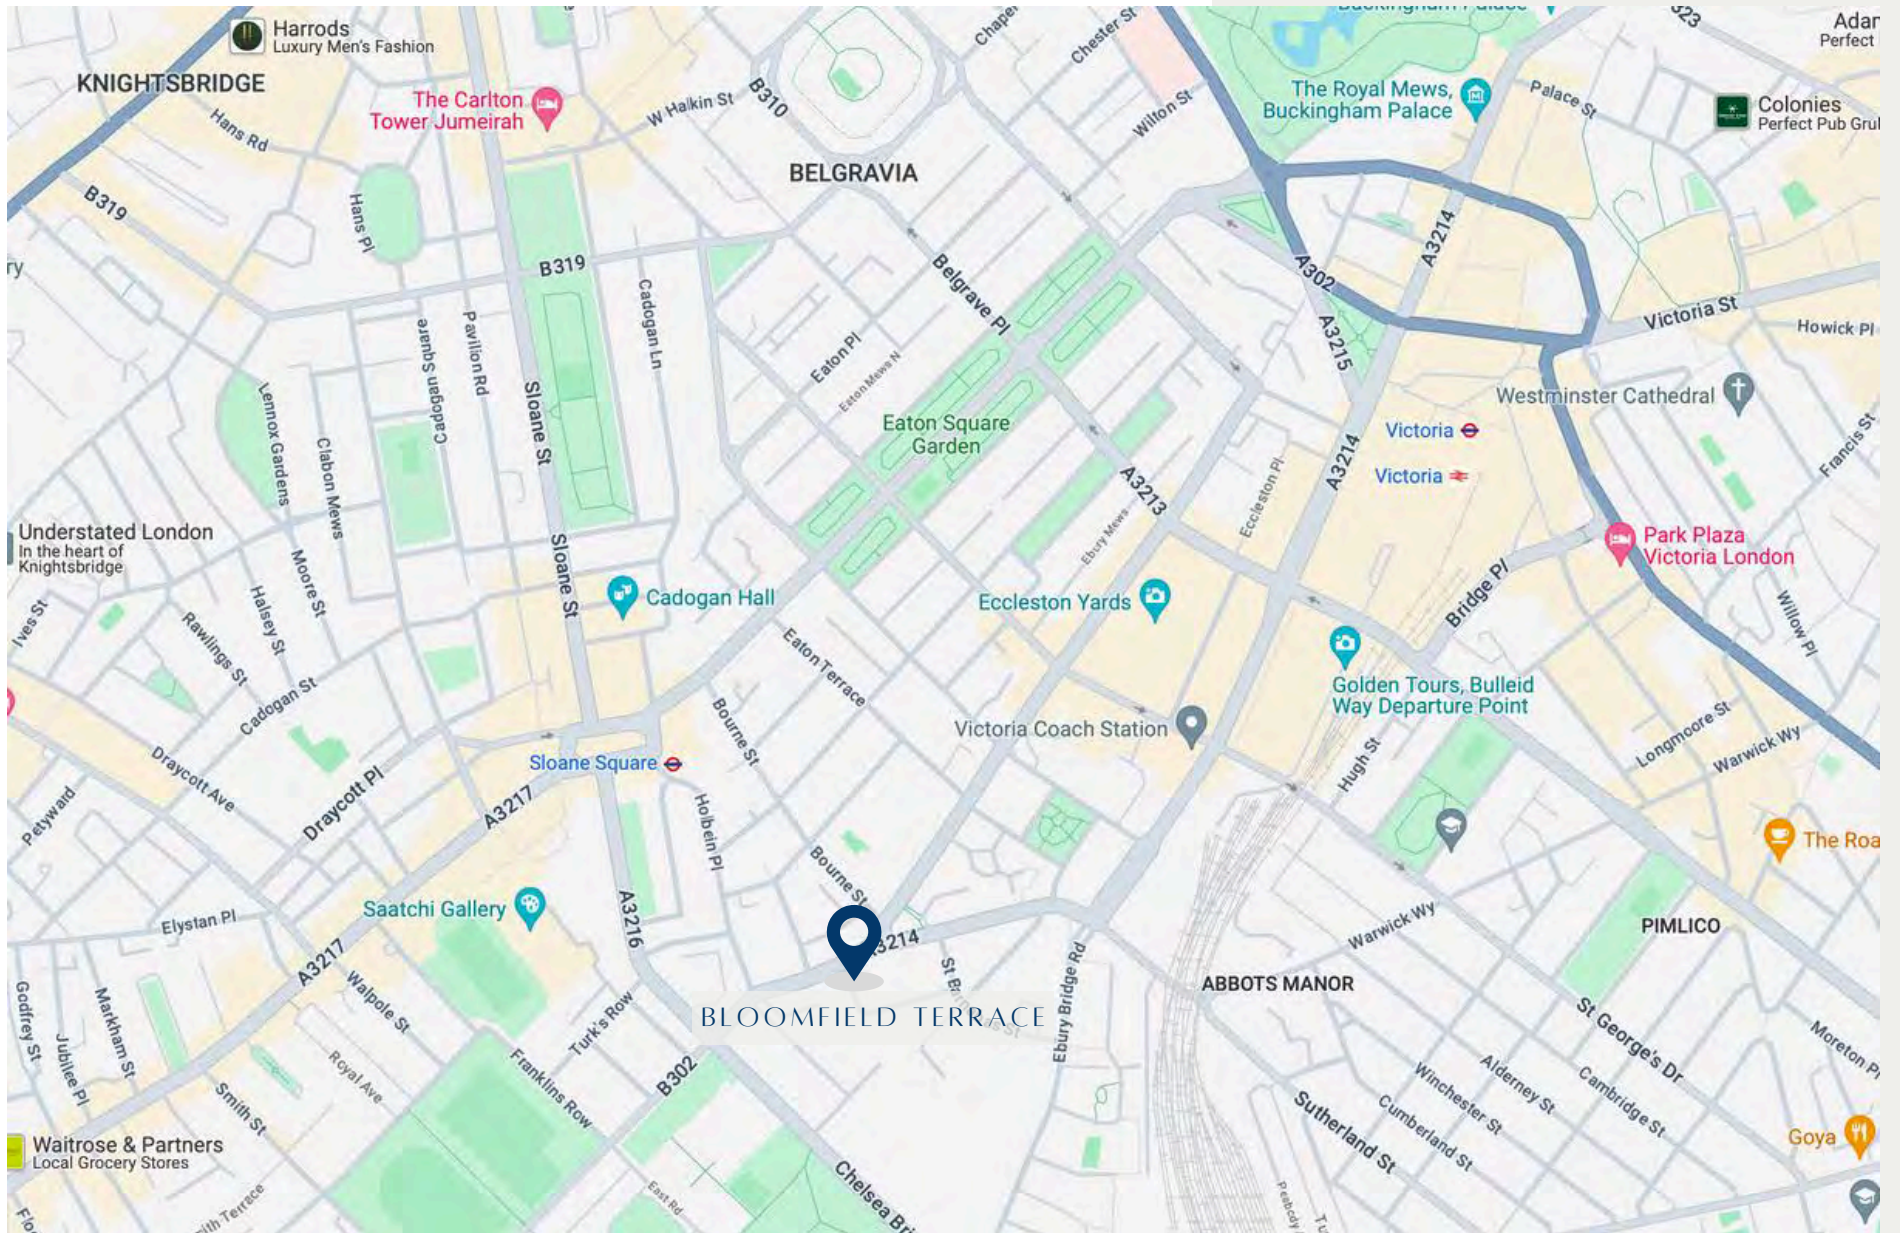 Buckingham Palace
Harrods
Luxury Men's Fashion
KNIGHTSBRIDGE
The Carlton
Tower Jumeirah
Hans Rd
W Halkin St
B310
Chester St
Wilton St
The Royal Mews,
Buckingham Palace
Palace St
Colonies
Perfect Pub
BELGRAVIA
B319
Hans Pl
B319
Belgrave Pl
Cadogan Ln
A302
A3214
A3215
Victoria St
Howick Pl
Pavilion Rd
Cadogan Square
Eaton Pl
Eaton Mews N
Sloane St
Lennox Gardens
Clabon Mews
Eaton Square
Garden
Westminster Cathedral
Victoria
Victoria
A3214
Francis St
A3213
Eccleston Pl
Ebury Mews
Understated London
In the heart of
Knightsbridge
Moore St
Sloane St
Park Plaza
Victoria London
Bridge Pl
Ives St
Halsey St
Rawlings St
Cadogan Hall
Eccleston Yards
Willow Pl
Eaton Terrace
Golden Tours, Bulleid
Way Departure Point
Cadogan St
Bourne St
Victoria Coach Station
Longmoore St
Warwick Wy
Sloane Square
Hugh St
Draycott Ave
Draycott Pl
A3217
Petyward
Holbein Pl
Bourne St
The
Saatchi Gallery
A3216
Elystan Pl
A3217
A3214
Warwick Wy
PIMLICO
ABBOTS MANOR
St Barnabas St
Ebury Bridge Rd
BLOOMFIELD TERRACE
Godfrey St
Markham St
Jubilee Pl
Walpole St
Turk's Row
Royal Ave
Franklins Row
B302
Smith St
St George's Dr
Moreton Pl
Alderney St
Cambridge St
Winchester St
Cumberland St
Sutherland St
Waitrose & Partners
Local Grocery Stores
Goya
East Rd
Chelsea
Terrace
Peabody